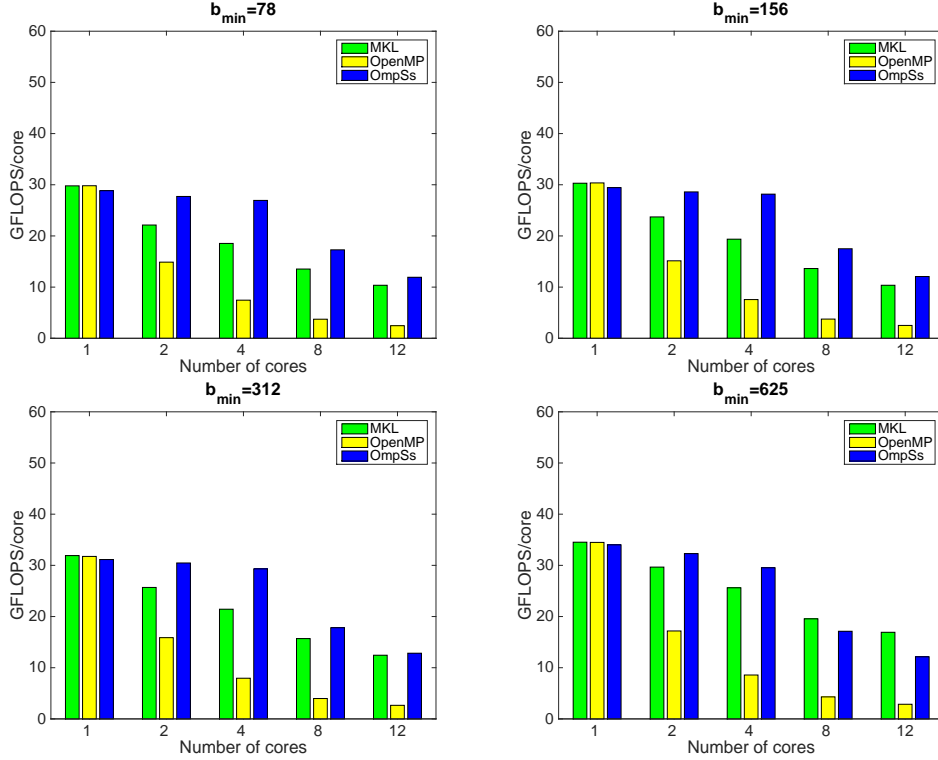 b_min=78
60
50
40
30
20
10
0
GFLOPS/core
MKL
OpenMP
OmpSs
1 2 4 8 12
Number of cores
b_min=156
60
50
40
30
20
10
0
GFLOPS/core
MKL
OpenMP
OmpSs
1 2 4 8 12
Number of cores
b_min=312
60
50
40
30
20
10
0
GFLOPS/core
MKL
OpenMP
OmpSs
1 2 4 8 12
Number of cores
b_min=625
60
50
40
30
20
10
0
GFLOPS/core
MKL
OpenMP
OmpSs
1 2 4 8 12
Number of cores